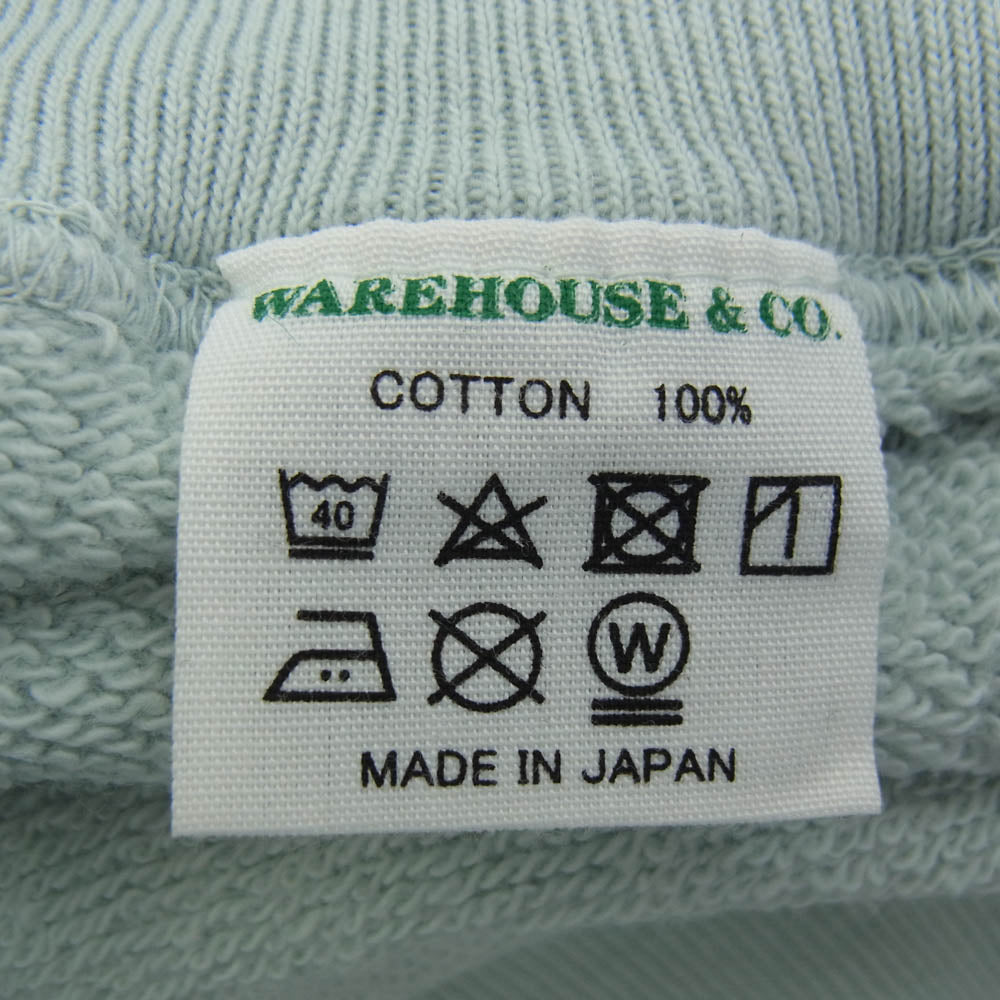 WAREHOUSE & CO.
COTTON 100%
40
W
MADE IN JAPAN